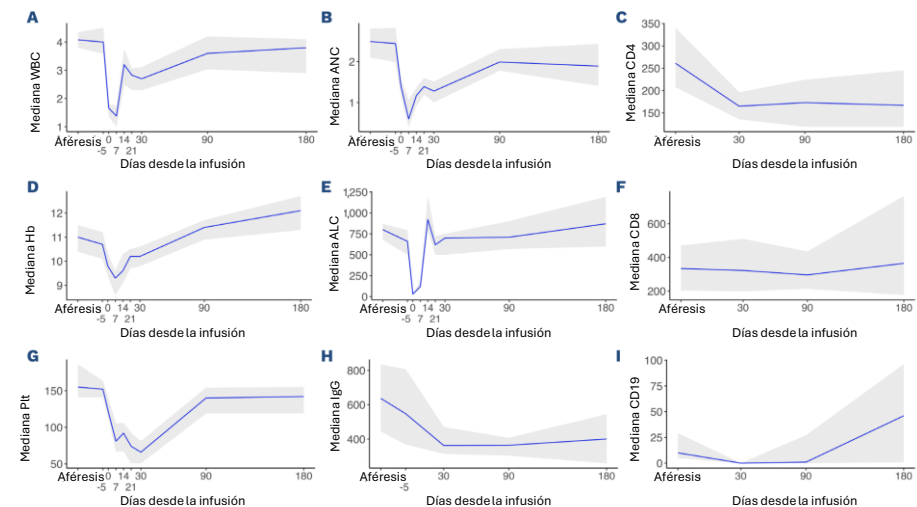 A
Mediana WBC
4
3
2
1
Aféresis 0 14 30 90 180
-5 7 21
Días desde la infusión
B
Mediana ANC
2
1
Aféresis 0 14 30 90 180
-5 7 21
Días desde la infusión
C
Mediana CD4
350
300
250
200
150
Aféresis 30 90 180
Días desde la infusión
D
Mediana Hb
12
11
10
9
Aféresis 0 14 30 90 180
-5 7 21
Días desde la infusión
E
Mediana ALC
1,250
1,000
750
500
250
0
Aféresis 0 14 30 90 180
-5 7 21
Días desde la infusión
F
Mediana CD8
600
400
200
Aféresis 30 90 180
Días desde la infusión
G
Mediana Plt
150
100
50
Aféresis 0 14 30 90 180
-5 7 21
Días desde la infusión
H
Mediana IgG
800
600
400
Aféresis 30 90 180
-5
Días desde la infusión
I
Mediana CD19
100
75
50
25
0
Aféresis 30 90 180
Días desde la infusión